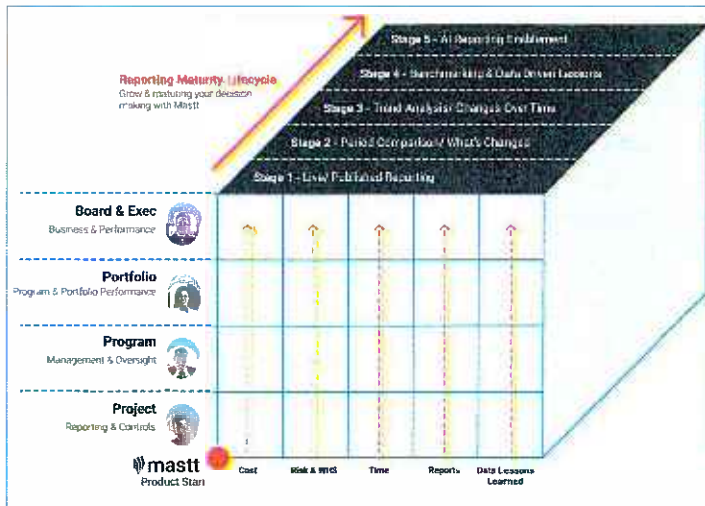 Stage 5 - AI Reporting Enablement
Stage 4 - Benchmarking & Data Driven Lessons
Stage 3 - Trend Analysis/ Changes Over Time
Stage 2 - Period Comparison/ What's Changed
Stage 1 - Live/ Published Reporting
Reporting Maturity Lifecycle
Grow & maturing your decision
making with Mastt
Board & Exec
Business & Performance
Portfolio
Program & Portfolio Performance
Program
Management & Oversight
Project
Reporting & Controls
mastt
Product Start
Cost
Risk & WHS
Time
Reports
Data Lessons
Learned